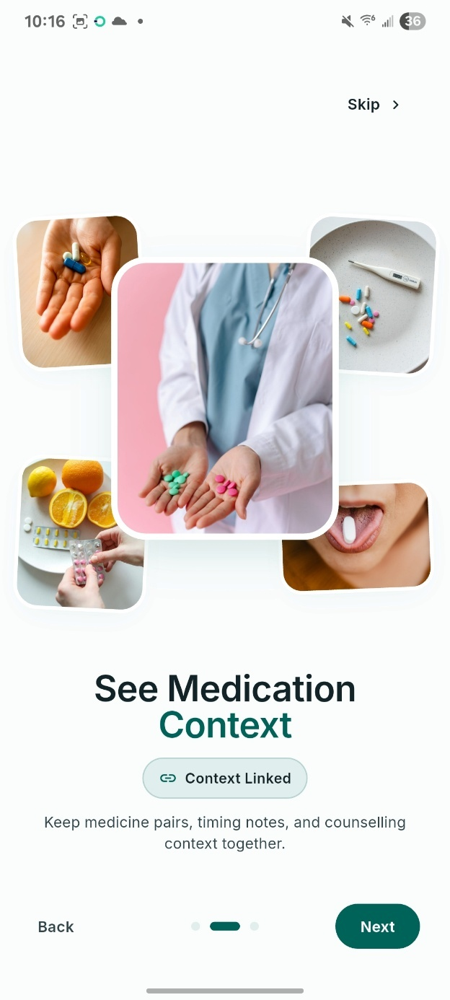 10:16
6
36
Skip
See Medication
Context
Context Linked
Keep medicine pairs, timing notes, and counselling
context together.
Back
Next